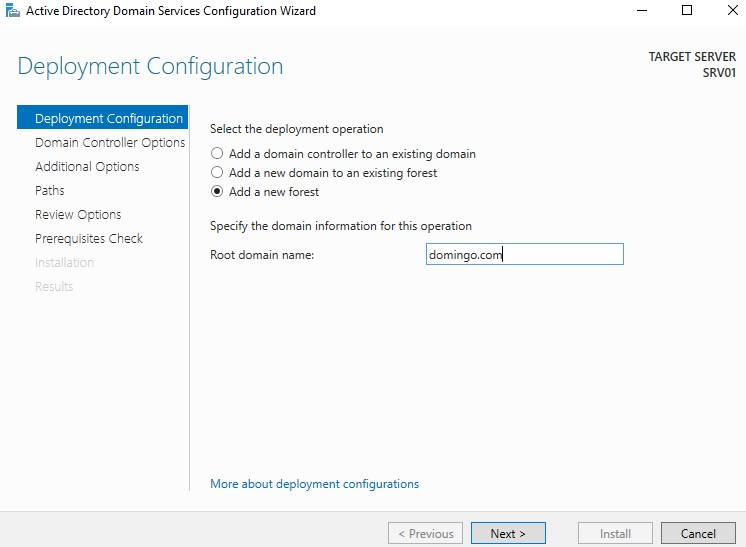 Active Directory Domain Services Configuration Wizard
Deployment Configuration
TARGET SERVER
SRV01
Deployment Configuration
Domain Controller Options
Additional Options
Paths
Review Options
Prerequisites Check
Installation
Results
Select the deployment operation
Add a domain controller to an existing domain
Add a new domain to an existing forest
Add a new forest
Specify the domain information for this operation
Root domain name:
domingo.com
More about deployment configurations
< Previous
Next >
Install
Cancel